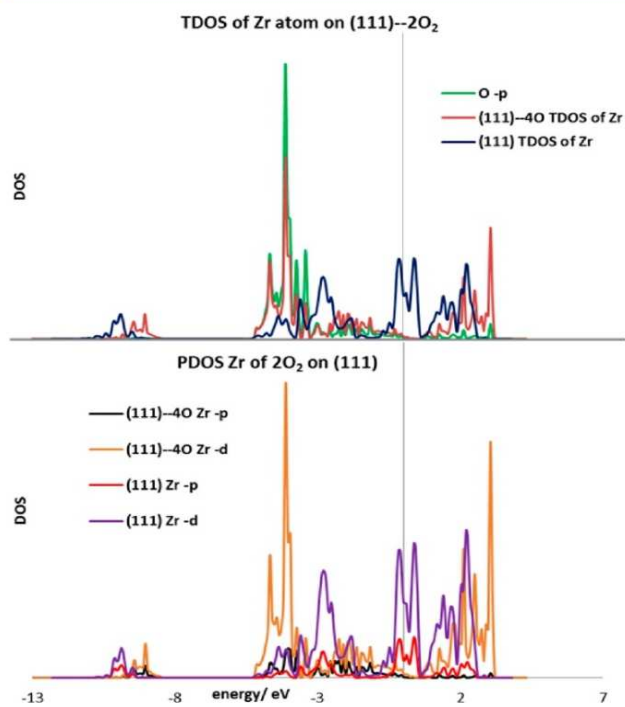 TDOS of Zr atom on (111)--2O₂
O -p
(111)--4O TDOS of Zr
(111) TDOS of Zr
DOS
PDOS Zr of 2O₂ on (111)
(111)--4O Zr -p
(111)--4O Zr -d
(111) Zr -p
(111) Zr -d
DOS
-13 -8 energy/ eV -3 2 7